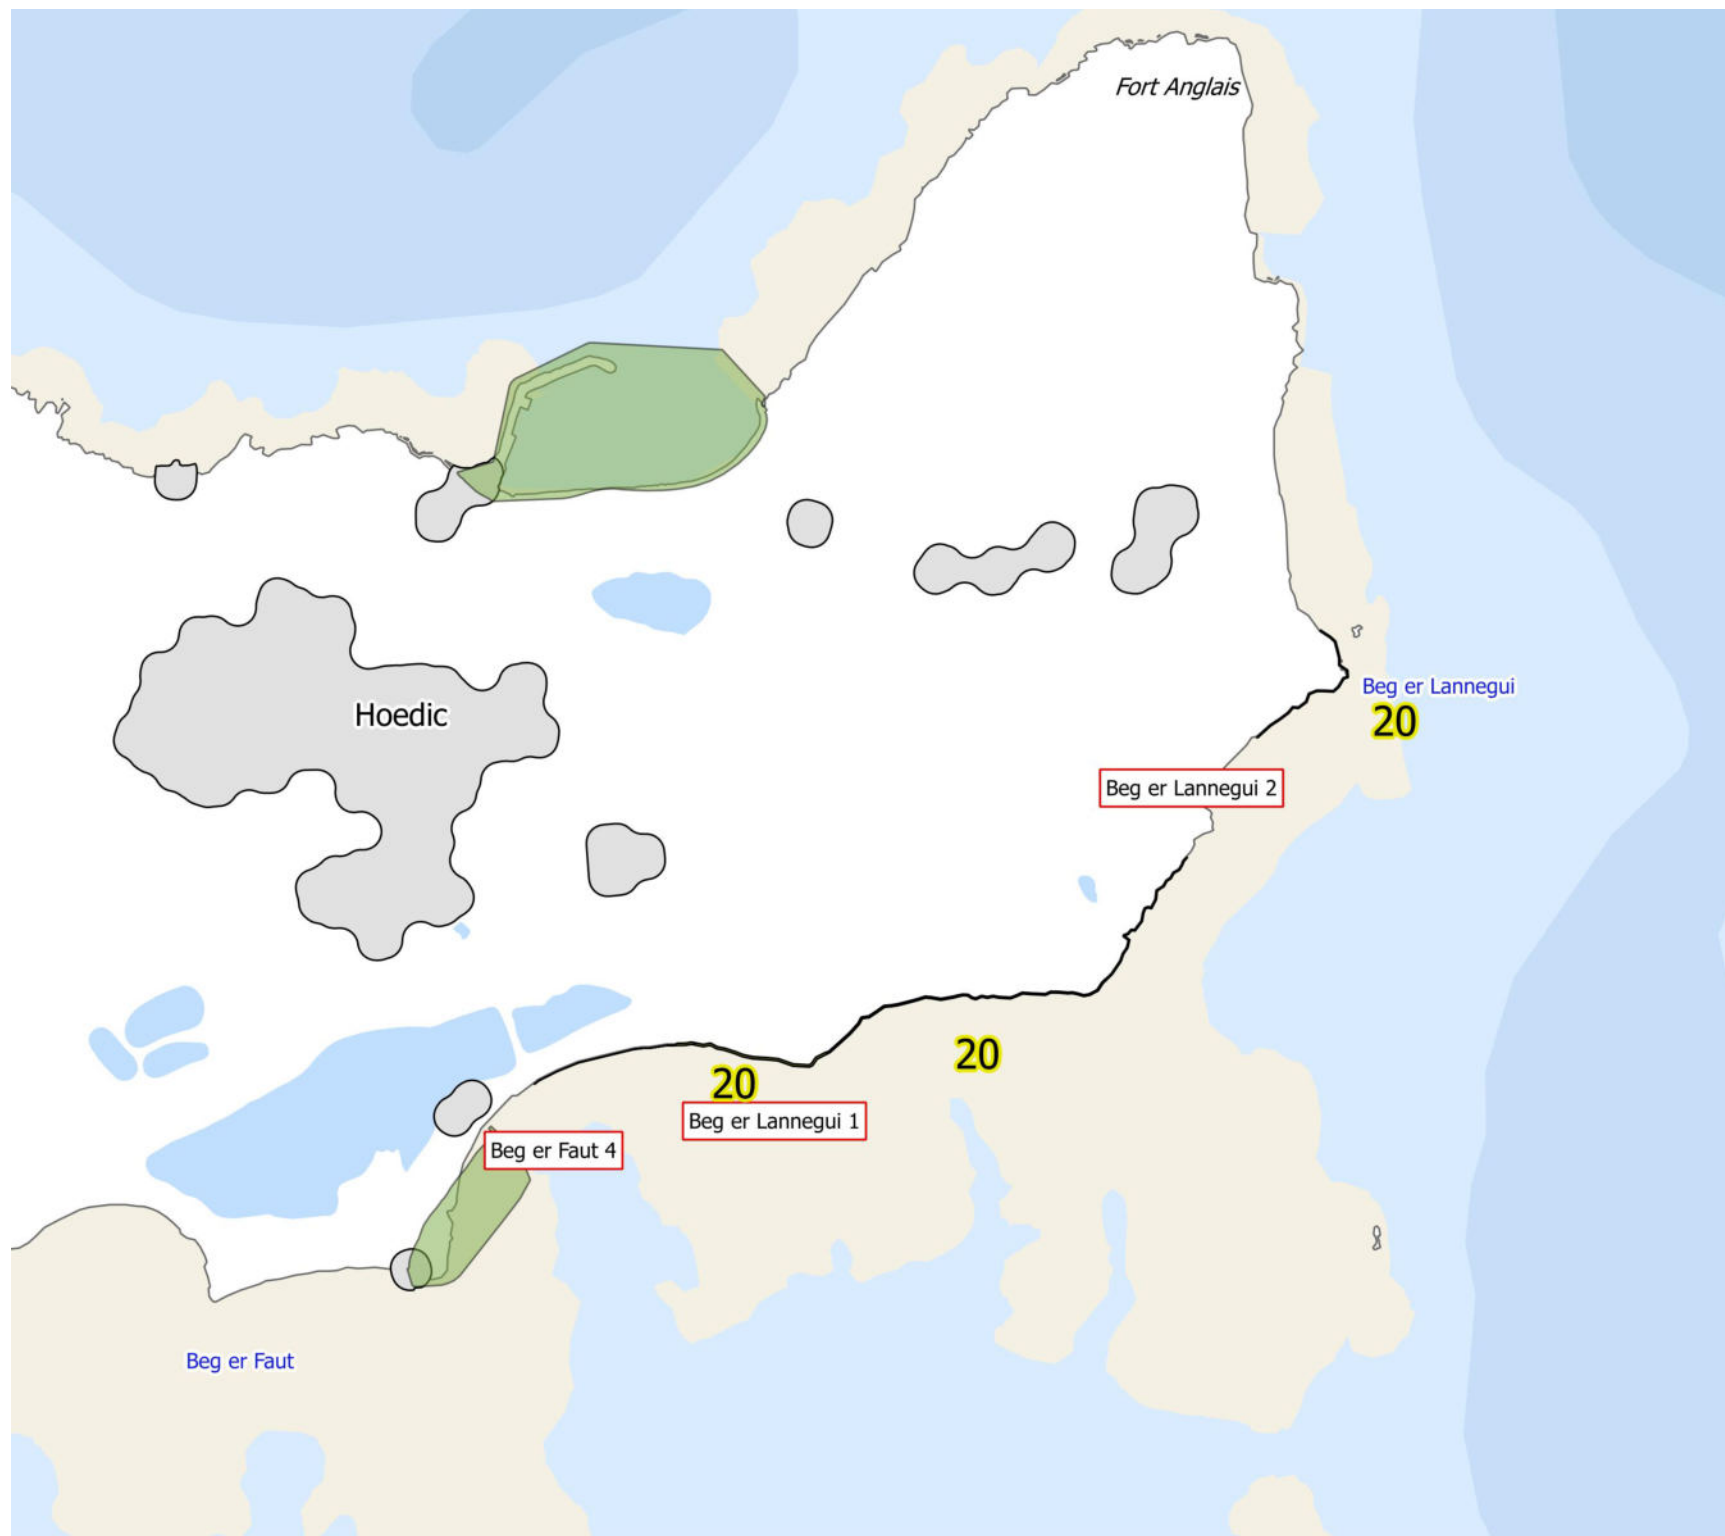 Fort Anglais
Beg er Lannegui
Hoedic
20
Beg er Lannegui 2
20
20
Beg er Lannegui 1
Beg er Faut 4
Beg er Faut